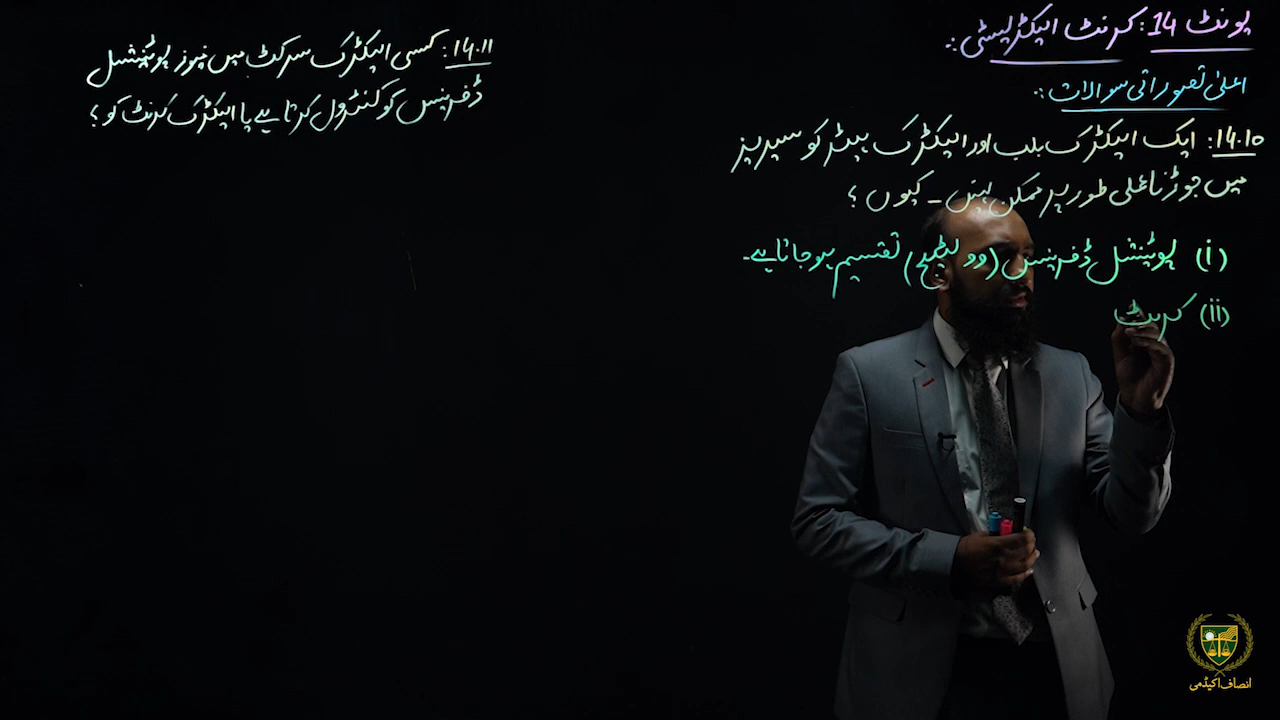 یونٹ 14: کرنٹ الیکٹریسٹی:
اعلیٰ تصوراتی سوالات:
14.10: ایک الیکٹرک بلب اور الیکٹرک ہیٹر کو سیریز
میں جوڑنا عملی طور پر ممکن نہیں ـ کیوں؟
(i) پوٹینشل ڈفرینس (وولٹیج) تقسیم ہو جاتا ہے۔
(ii) کرنٹ
14.11: کسی الیکٹرک سرکٹ میں فیوز پوٹینشل
ڈفرینس کو کنٹرول کرتا ہے یا الیکٹرک کرنٹ کو؟
انصاف اکیڈمی